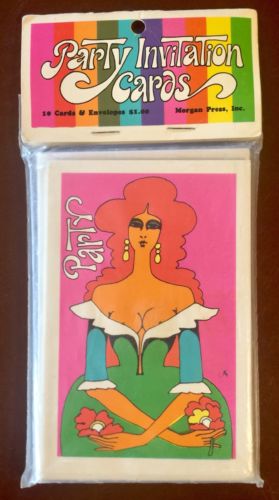 Party Invitation
Cards
10 Cards & Envelopes $1.00 Morgan Press, Inc.
Party